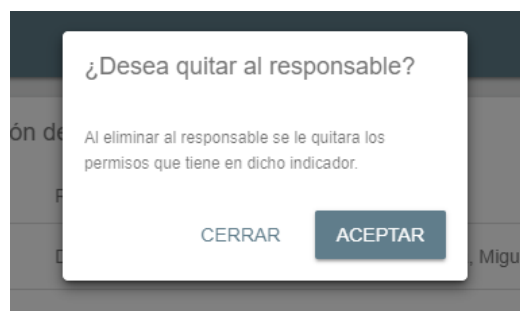 ¿Desea quitar al responsable?
ón de
Al eliminar al responsable se le quitara los
permisos que tiene en dicho indicador.
CERRAR
ACEPTAR
, Migu